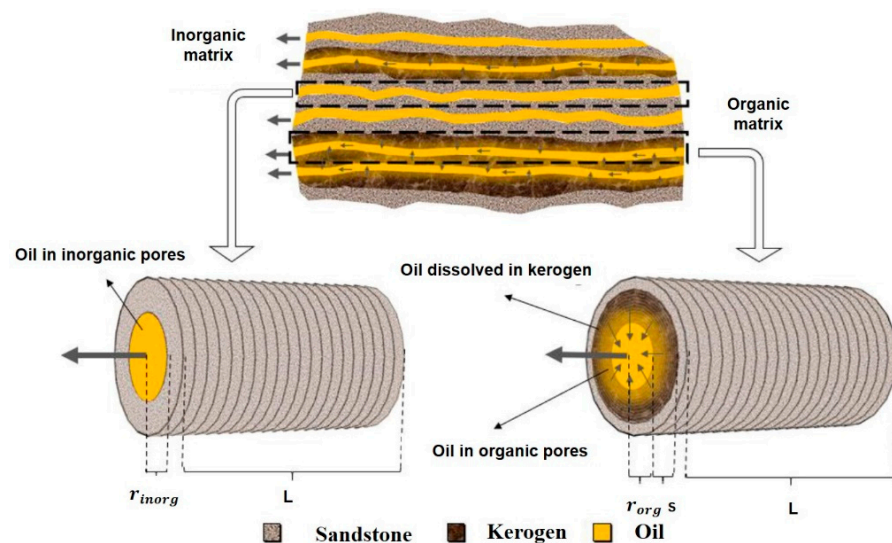 Inorganic
matrix
Organic
matrix
Oil in inorganic pores
Oil dissolved in kerogen
Oil in organic pores
r_inorg
L
r_org s
L
Sandstone Kerogen Oil